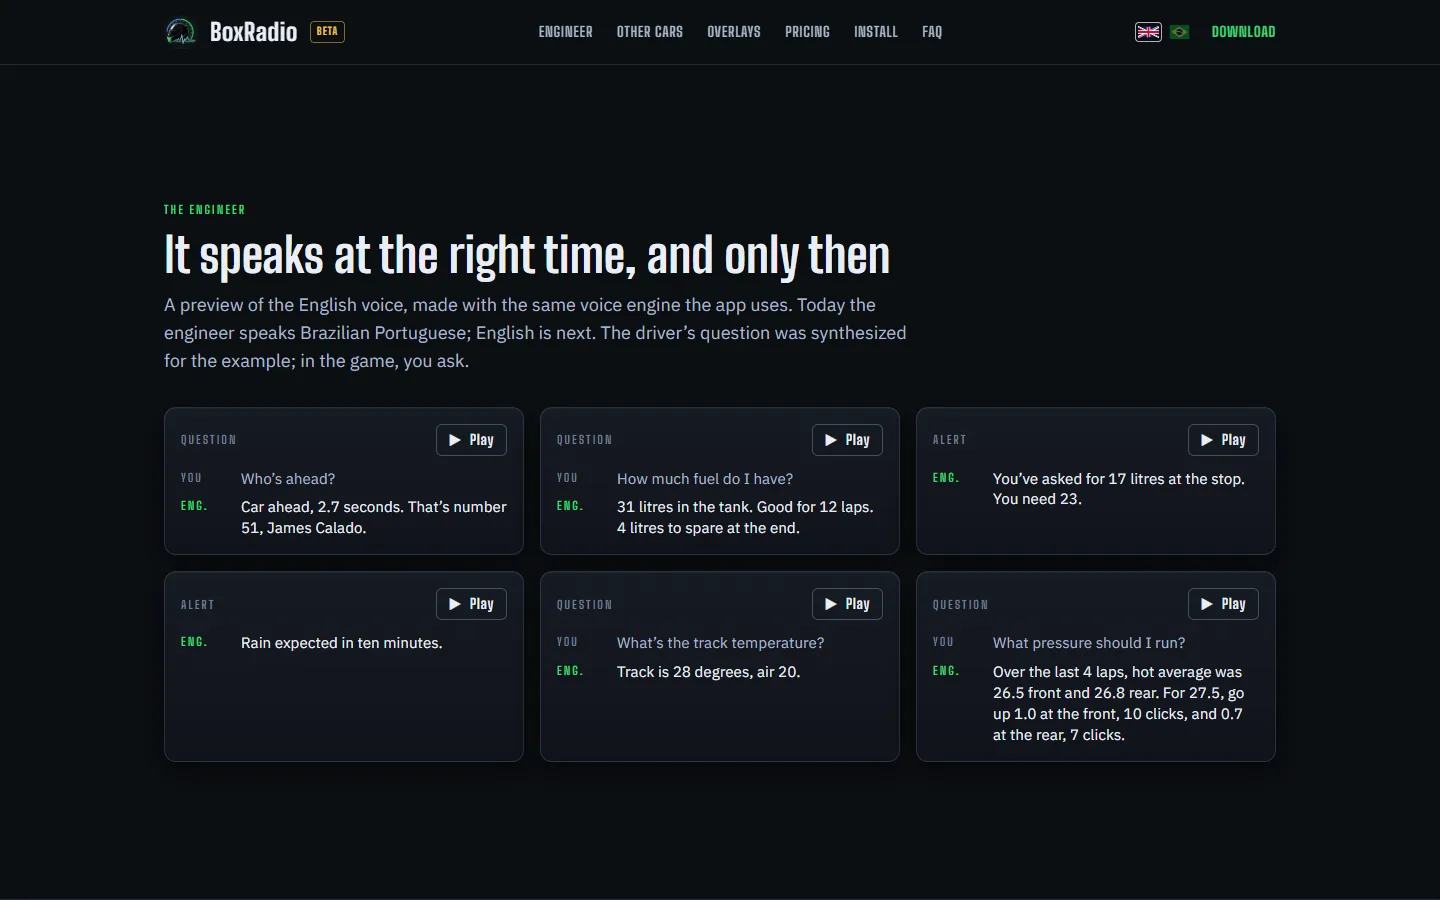 BoxRadio BETA ENGINEER OTHER CARS OVERLAYS PRICING INSTALL FAQ DOWNLOAD
THE ENGINEER
It speaks at the right time, and only then
A preview of the English voice, made with the same voice engine the app uses. Today the
engineer speaks Brazilian Portuguese; English is next. The driver’s question was synthesized
for the example; in the game, you ask.
QUESTION Play
YOU Who’s ahead?
ENG. Car ahead, 2.7 seconds. That’s number
51, James Calado.
QUESTION Play
YOU How much fuel do I have?
ENG. 31 litres in the tank. Good for 12 laps.
4 litres to spare at the end.
ALERT Play
ENG. You’ve asked for 17 litres at the stop.
You need 23.
ALERT Play
ENG. Rain expected in ten minutes.
QUESTION Play
YOU What’s the track temperature?
ENG. Track is 28 degrees, air 20.
QUESTION Play
YOU What pressure should I run?
ENG. Over the last 4 laps, hot average was
26.5 front and 26.8 rear. For 27.5, go
up 1.0 at the front, 10 clicks, and 0.7
at the rear, 7 clicks.